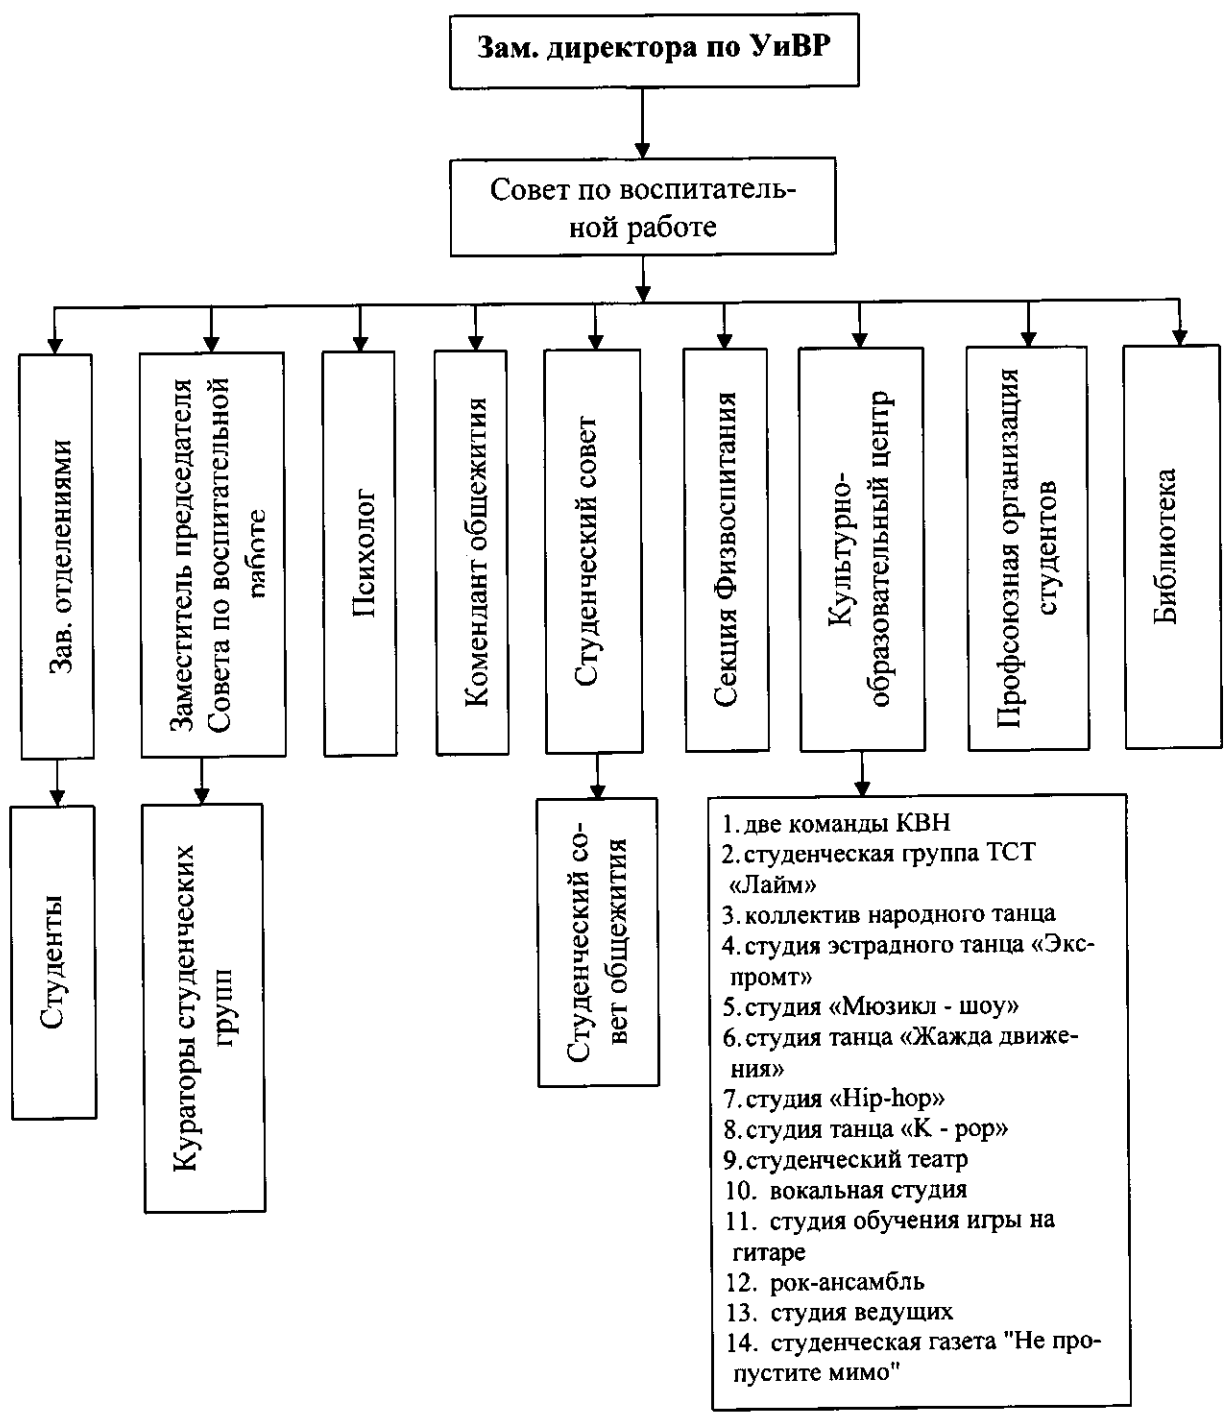 Зам. директора по УиВР
Совет по воспитатель-
ной работе
Зав. отделениями
Заместитель председателя
Совета по воспитательной
работе
Психолог
Комендант общежития
Студенческий совет
Секция Физвоспитания
Культурно-
образовательный центр
Профсоюзная организация
студентов
Библиотека
Студенты
Кураторы студенческих
групп
Студенческий со-
вет общежития
1. две команды КВН
2. студенческая группа ТСТ
«Лайм»
3. коллектив народного танца
4. студия эстрадного танца «Экс-
промт»
5. студия «Мюзикл - шоу»
6. студия танца «Жажда движе-
ния»
7. студия «Hip-hop»
8. студия танца «K - pop»
9. студенческий театр
10. вокальная студия
11. студия обучения игры на
гитаре
12. рок-ансамбль
13. студия ведущих
14. студенческая газета "Не про-
пустите мимо"